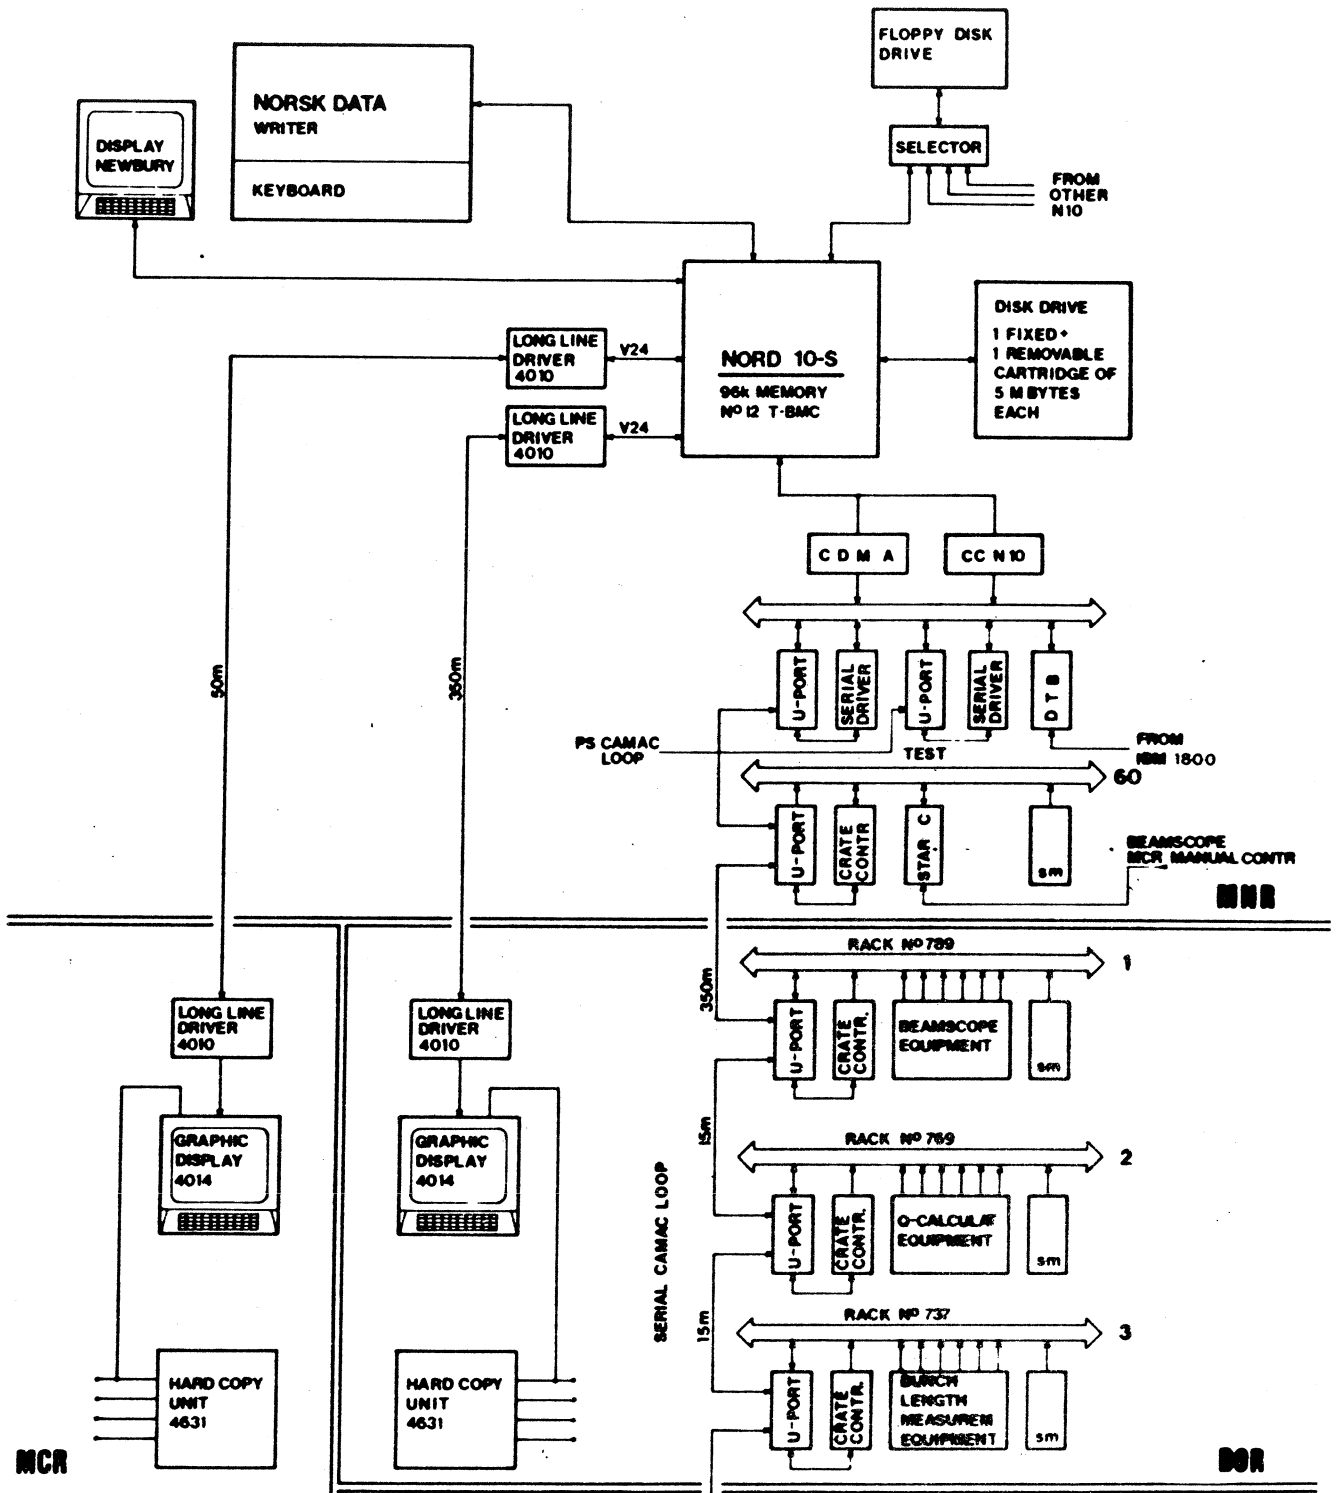 FLOPPY DISK
DRIVE
NORSK DATA
WRITER
KEYBOARD
DISPLAY
NEWBURY
SELECTOR
FROM
OTHER
N10
NORD 10-S
96k MEMORY
Nº 12 T-BMC
DISK DRIVE
1 FIXED+
1 REMOVABLE
CARTRIDGE OF
5 M BYTES
EACH
LONG LINE
DRIVER
4010
V24
LONG LINE
DRIVER
4010
V24
CDMA
CC N10
50m
350m
U-PORT
SERIAL
DRIVER
U-PORT
SERIAL
DRIVER
DTB
PS CAMAC
LOOP
TEST
FROM
IBM 1800
60
U-PORT
CRATE
CONTR
STAR C
sm
BEAMSCOPE
MCR MANUAL CONTR
MNR
RACK Nº 789
1
350m
U-PORT
CRATE
CONTR.
BEAMSCOPE
EQUIPMENT
sm
LONG LINE
DRIVER
4010
LONG LINE
DRIVER
4010
GRAPHIC
DISPLAY
4014
GRAPHIC
DISPLAY
4014
15m
RACK Nº 769
2
U-PORT
CRATE
CONTR.
Q-CALCULAT
EQUIPMENT
sm
SERIAL CAMAC LOOP
15m
RACK Nº 737
3
U-PORT
CRATE
CONTR.
BUNCH
LENGTH
MEASUREM
EQUIPMENT
sm
HARD COPY
UNIT
4631
HARD COPY
UNIT
4631
MCR
BOR